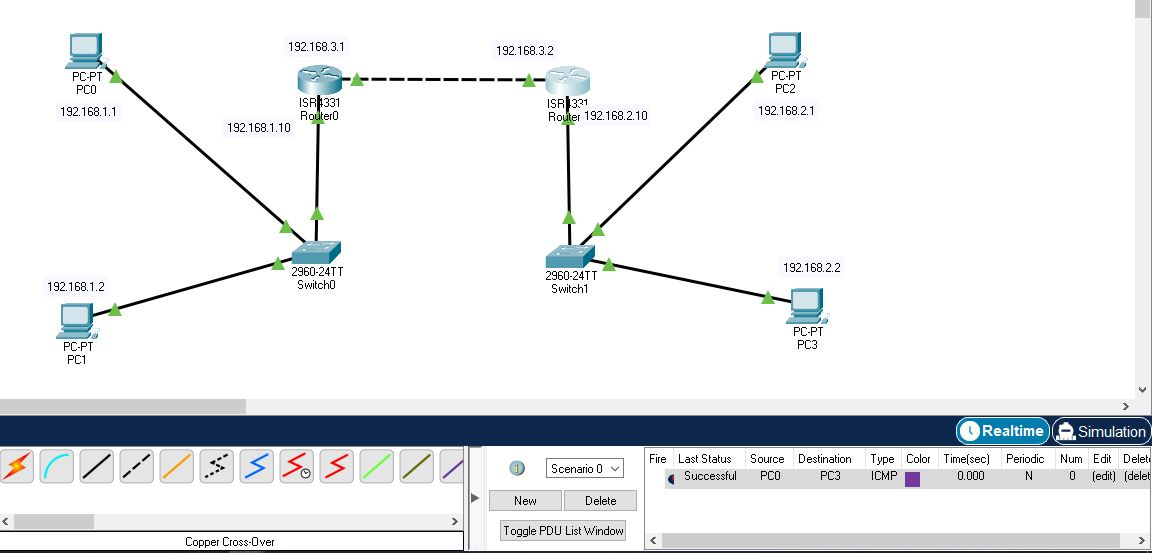 192.168.3.1
192.168.3.2
PC-PT
PC0
192.168.1.1
ISR4331
Router0
192.168.1.10
ISR4331
Router
192.168.2.10
PC-PT
PC2
192.168.2.1
2960-24TT
Switch0
2960-24TT
Switch1
192.168.1.2
PC-PT
PC1
192.168.2.2
PC-PT
PC3
Realtime
Simulation
Scenario 0
New
Delete
Toggle PDU List Window
Fire Last Status Source Destination Type Color Time(sec) Periodic Num Edit Delet
Successful PC0 PC3 ICMP 0.000 N 0 (edit) (delet
Copper Cross-Over